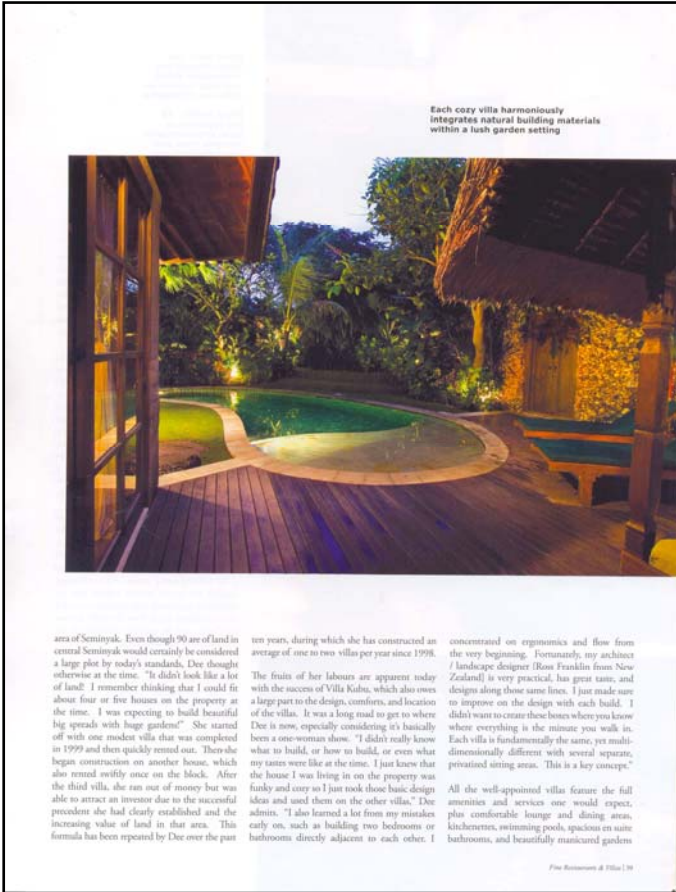 Each cozy villa harmoniously
integrates natural building materials
within a lush garden setting
area of Seminyak. Even though 90 are of land in
central Seminyak would certainly be considered
a large plot by today's standards, Dee thought
otherwise at the time. "It didn't look like a lot
of land! I remember thinking that I could fit
about four or five houses on the property at
the time. I was expecting to build beautiful
big spreads with huge gardens!" She started
off with one modest villa that was completed
in 1999 and then quickly rented out. Then she
began construction on another house, which
also rented swiftly once on the block. After
the third villa, she ran out of money but was
able to attract an investor due to the successful
precedent she had clearly established and the
increasing value of land in that area. This
formula has been repeated by Dee over the past
ten years, during which she has constructed an
average of one to two villas per year since 1998.
The fruits of her labours are apparent today
with the success of Villa Kubu, which also owes
a large part to the design, comforts, and location
of the villas. It was a long road to get to where
Dee is now, especially considering it's basically
been a one-woman show. "I didn't really know
what to build, or how to build, or even what
my tastes were like at the time. I just knew that
the house I was living in on the property was
funky and cozy so I just took those basic design
ideas and used them on the other villas," Dee
admits. "I also learned a lot from my mistakes
early on, such as building two bedrooms or
bathrooms directly adjacent to each other. I
concentrated on ergonomics and flow from
the very beginning. Fortunately, my architect
/ landscape designer [Ross Franklin from New
Zealand] is very practical, has great taste, and
designs along those same lines. I just made sure
to improve on the design with each build. I
didn't want to create these boxes where you know
where everything is the minute you walk in.
Each villa is fundamentally the same, yet multi-
dimensionally different with several separate,
privatized sitting areas. This is a key concept."
All the well-appointed villas feature the full
amenities and services one would expect,
plus comfortable lounge and dining areas,
kitchenettes, swimming pools, spacious en suite
bathrooms, and beautifully manicured gardens
Fine Restaurants & Villas |